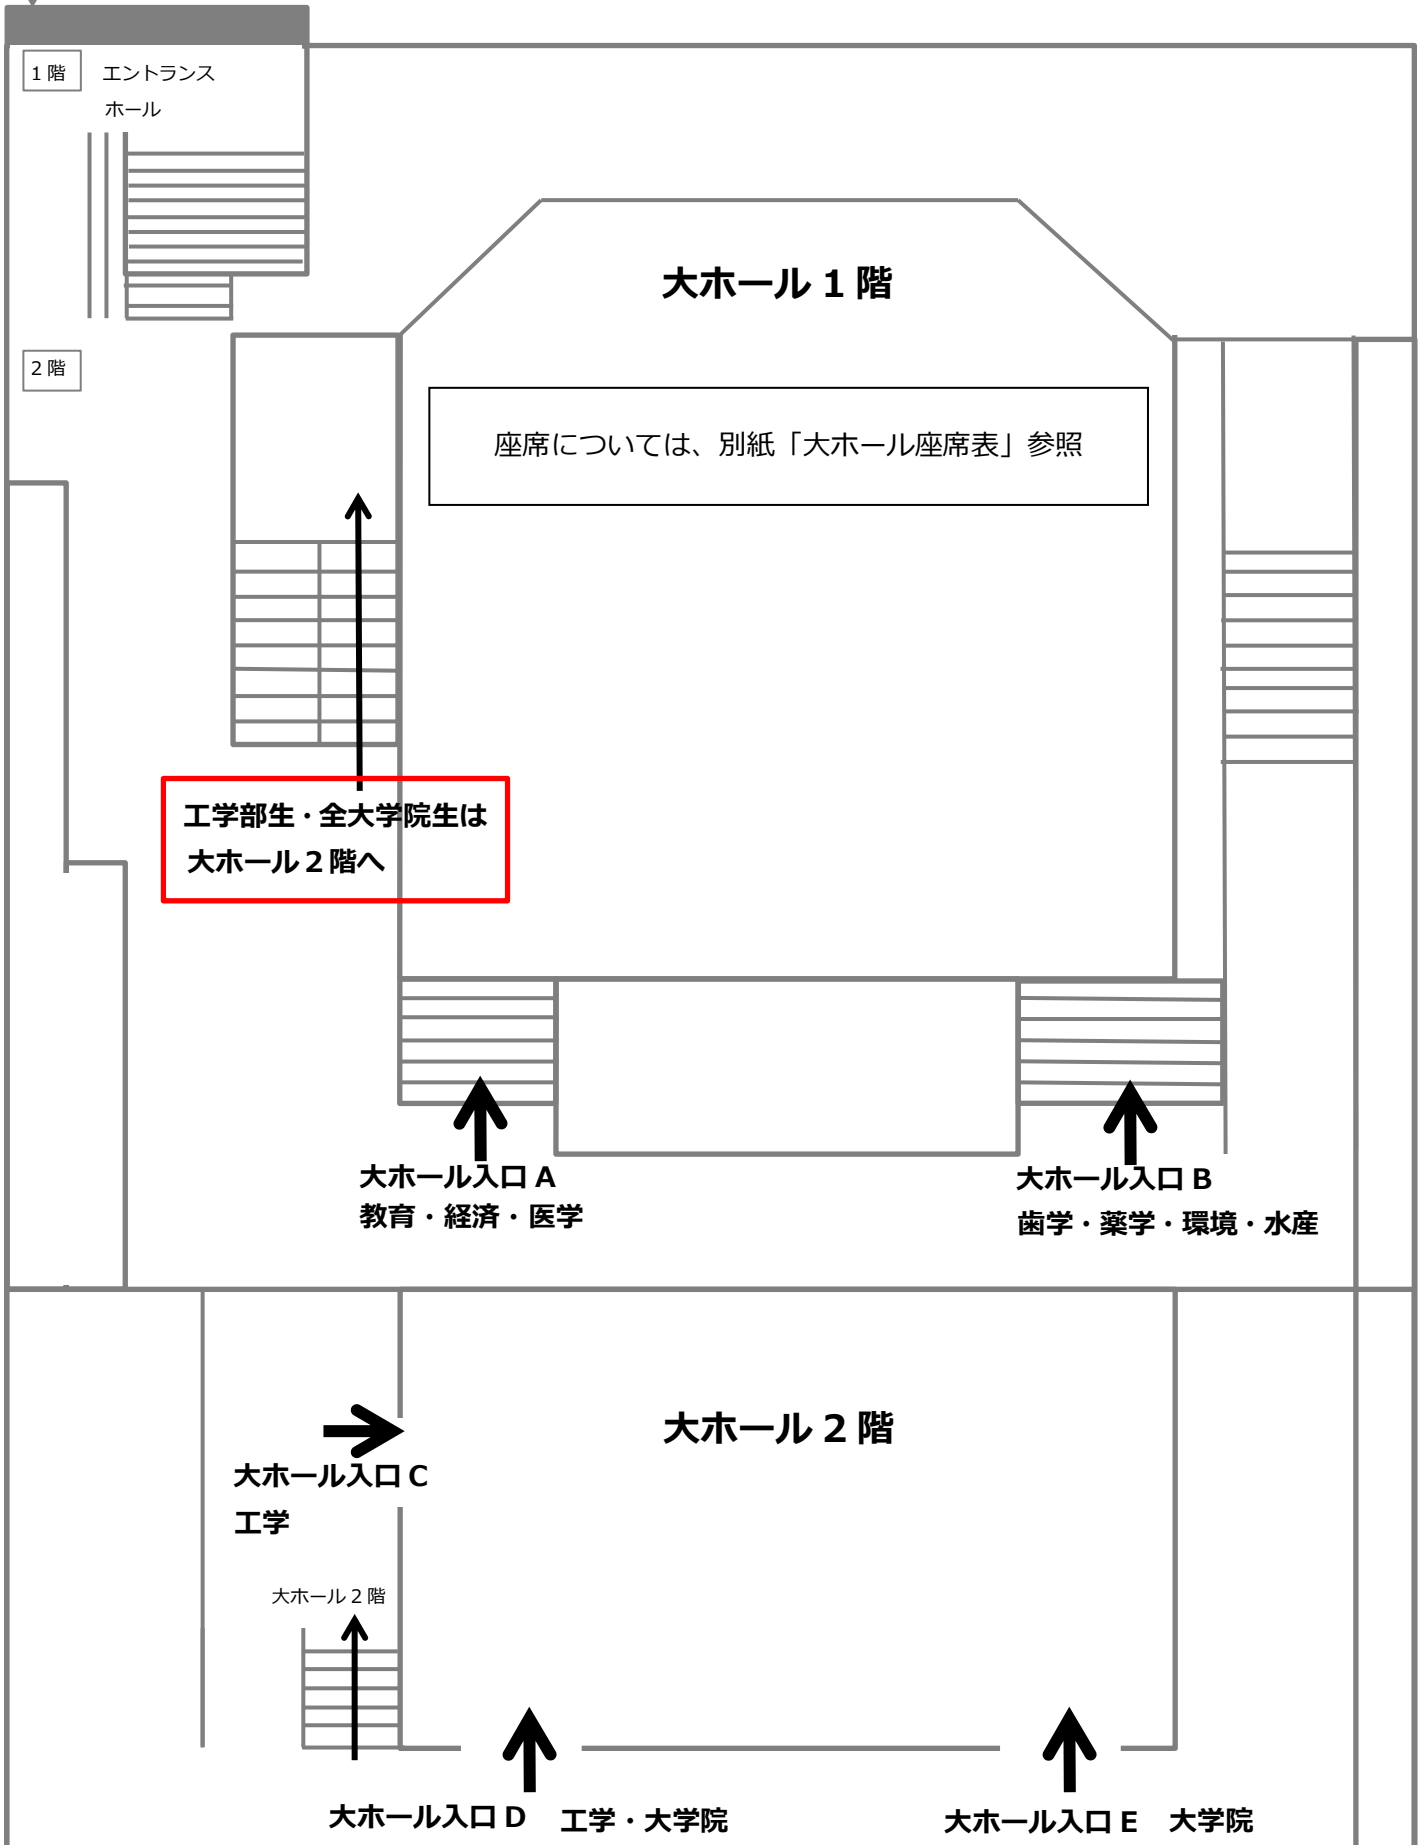 1階
エントランス
ホール
大ホール1階
2階
座席については、別紙「大ホール座席表」参照
工学部生・全大学院生は
大ホール2階へ
大ホール入口A
教育・経済・医学
大ホール入口B
歯学・薬学・環境・水産
大ホール2階
大ホール入口C
工学
大ホール2階
大ホール入口D 工学・大学院
大ホール入口E 大学院